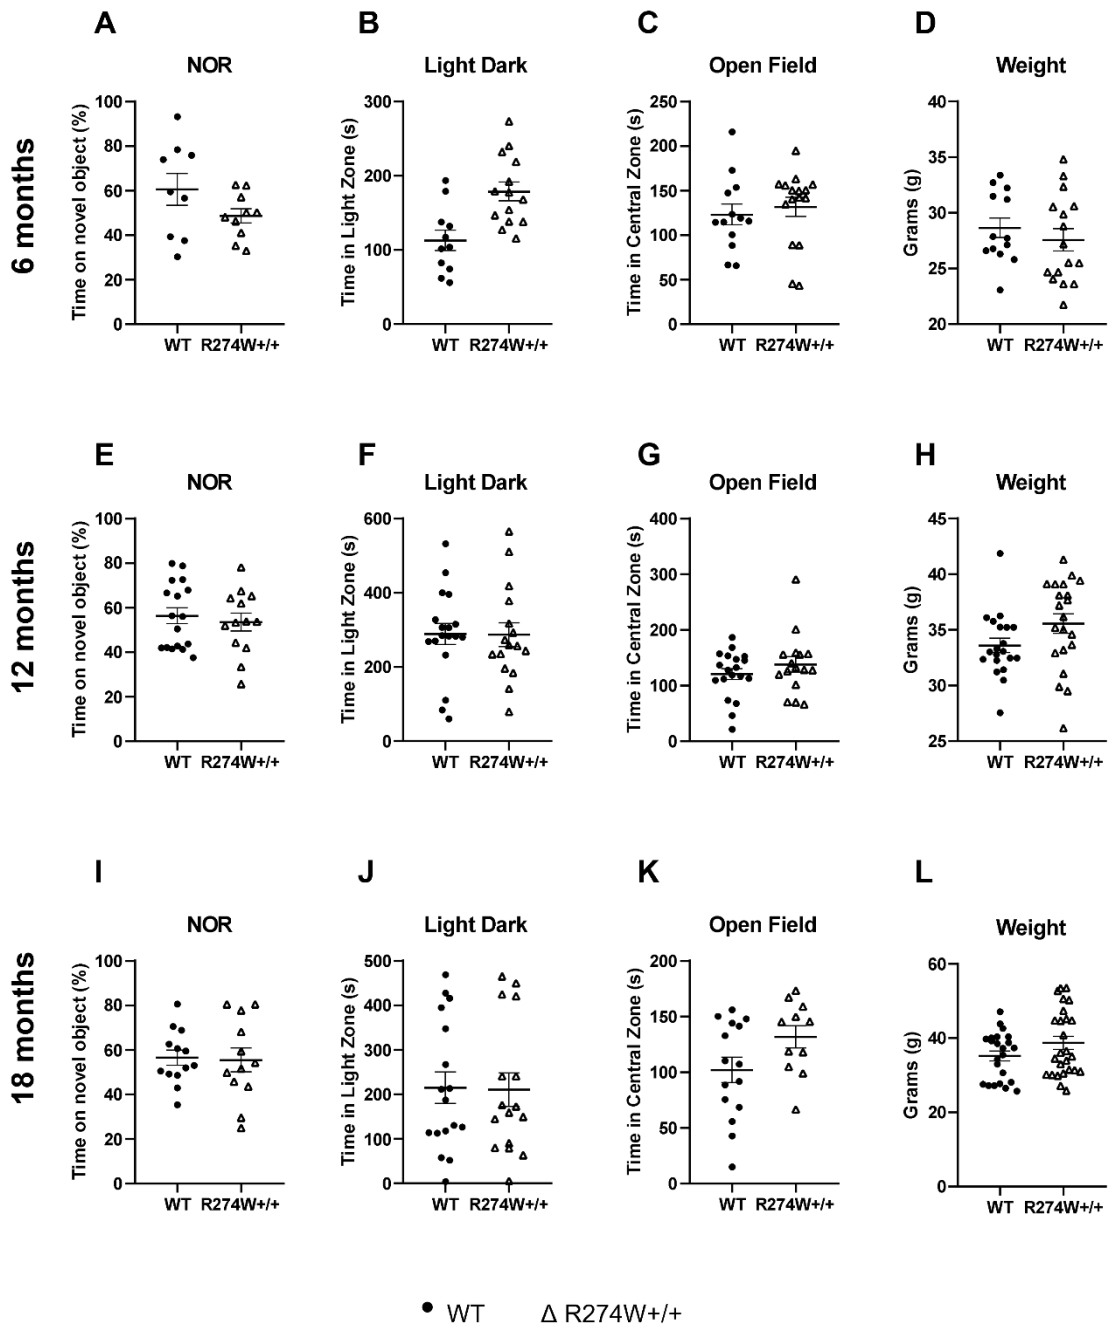 A
B
C
D
NOR
Light Dark
Open Field
Weight
6 months
Time on novel object (%)
100
80
60
40
20
0
WT R274W+/+
Time in Light Zone (s)
300
200
100
0
WT R274W+/+
Time in Central Zone (s)
250
200
150
100
50
0
WT R274W+/+
Grams (g)
40
35
30
25
20
WT R274W+/+
E
F
G
H
NOR
Light Dark
Open Field
Weight
12 months
Time on novel object (%)
100
80
60
40
20
0
WT R274W+/+
Time in Light Zone (s)
600
400
200
0
WT R274W+/+
Time in Central Zone (s)
400
300
200
100
0
WT R274W+/+
Grams (g)
45
40
35
30
25
WT R274W+/+
I
J
K
L
NOR
Light Dark
Open Field
Weight
18 months
Time on novel object (%)
100
80
60
40
20
0
WT R274W+/+
Time in Light Zone (s)
500
400
300
200
100
0
WT R274W+/+
Time in Central Zone (s)
200
150
100
50
0
WT R274W+/+
Grams (g)
60
40
20
0
WT R274W+/+
● WT Δ R274W+/+